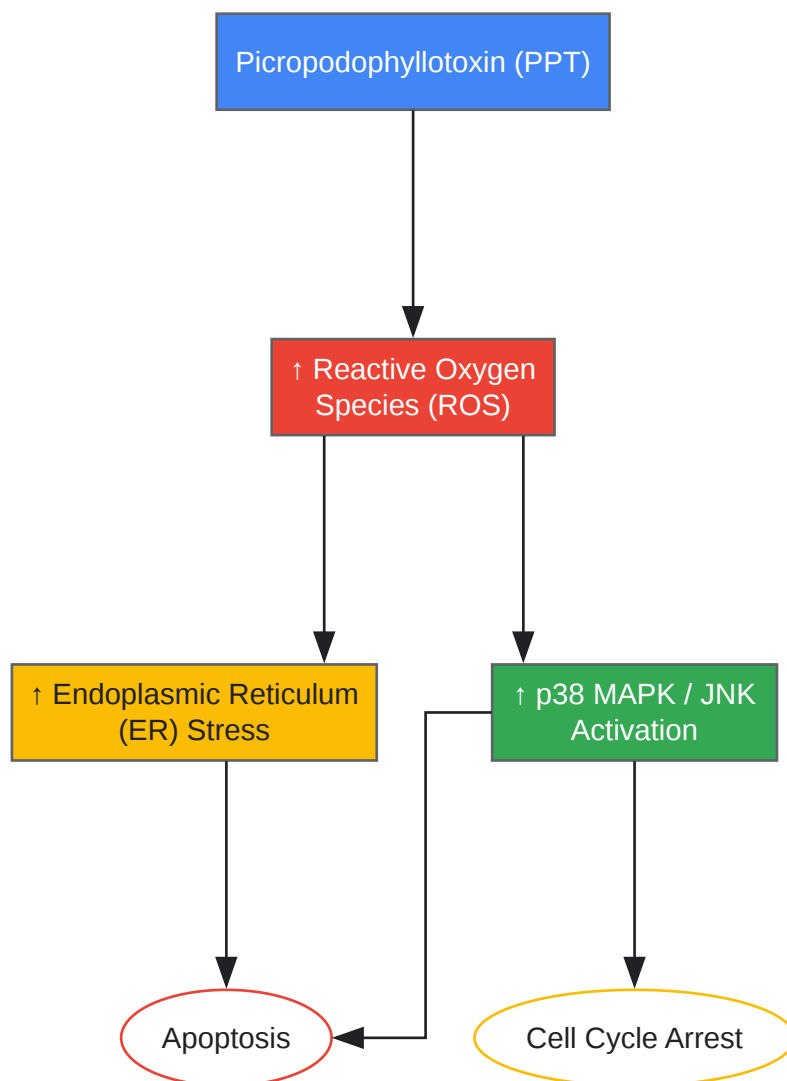 Picropodophyllotoxin (PPT)
↑ Reactive Oxygen
Species (ROS)
↑ Endoplasmic Reticulum
(ER) Stress
↑ p38 MAPK / JNK
Activation
Apoptosis
Cell Cycle Arrest